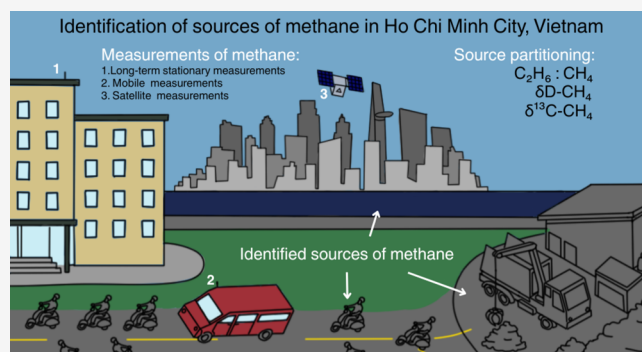 Identification of sources of methane in Ho Chi Minh City, Vietnam
Measurements of methane:
1.Long-term stationary measurements
2. Mobile measurements
3. Satellite measurements
Source partitioning:
C₂H₆ : CH₄
δD-CH₄
δ¹³C-CH₄
1
3
Identified sources of methane
2